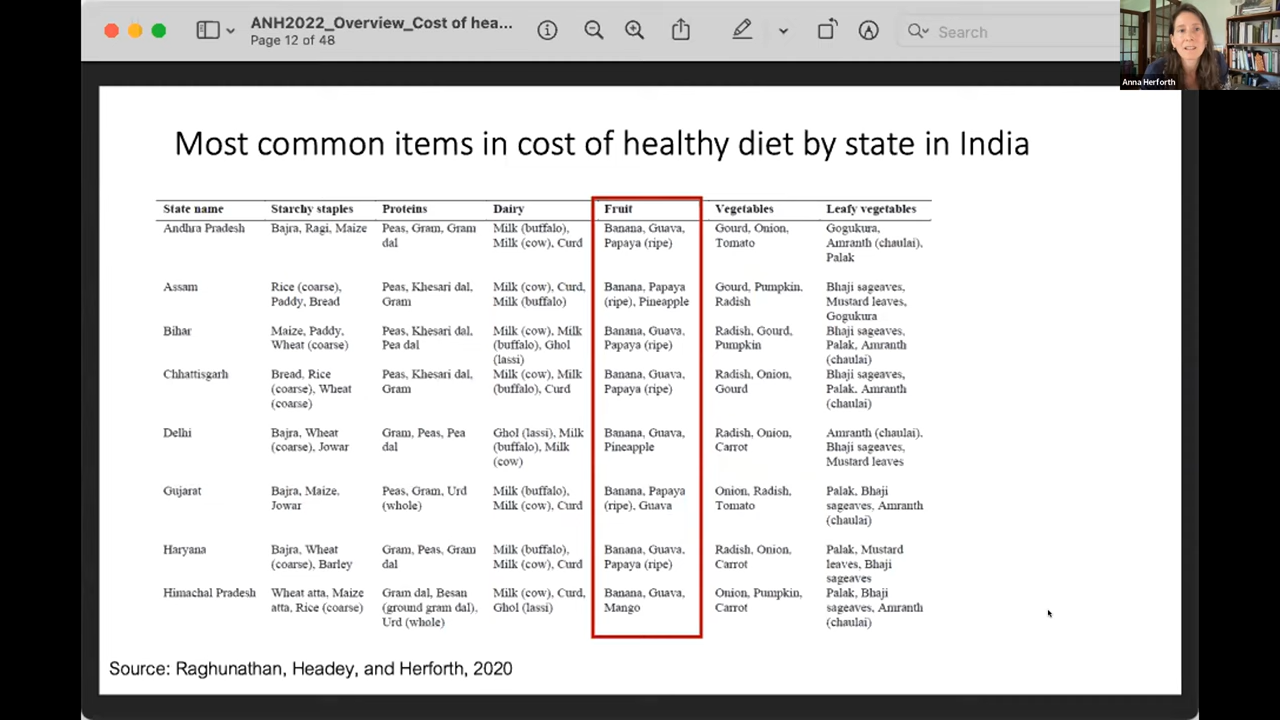 ANH2022_Overview_Cost of hea...
Page 12 of 48
Search
Anna Herforth
Most common items in cost of healthy diet by state in India
State name Starchy staples Proteins Dairy Fruit Vegetables Leafy vegetables
Andhra Pradesh Bajra, Ragi, Maize Peas, Gram, Gram Milk (buffalo), Banana, Guava, Gourd, Onion, Gogukura,
dal Milk (cow), Curd Papaya (ripe) Tomato Amranth (chaulai),
Palak
Assam Rice (coarse), Peas, Khesari dal, Milk (cow), Curd, Banana, Papaya Gourd, Pumpkin, Bhaji sageaves,
Paddy, Bread Gram Milk (buffalo) (ripe), Pineapple Radish Mustard leaves,
Gogukura
Bihar Maize, Paddy, Peas, Khesari dal, Milk (cow), Milk Banana, Guava, Radish, Gourd, Bhaji sageaves,
Wheat (coarse) Pea dal (buffalo), Ghol Papaya (ripe) Pumpkin Palak, Amranth
(lassi) (chaulai)
Chhattisgarh Bread, Rice Peas, Khesari dal, Milk (cow), Milk Banana, Guava, Radish, Onion, Bhaji sageaves,
(coarse), Wheat Gram (buffalo), Curd Papaya (ripe) Gourd Palak, Amranth
(coarse) (chaulai)
Delhi Bajra, Wheat Gram, Peas, Pea Ghol (lassi), Milk Banana, Guava, Radish, Onion, Amranth (chaulai),
(coarse), Jowar dal (buffalo), Milk Pineapple Carrot Bhaji sageaves,
(cow) Mustard leaves
Gujarat Bajra, Maize, Peas, Gram, Urd Milk (buffalo), Banana, Papaya Onion, Radish, Palak, Bhaji
Jowar (whole) Milk (cow), Curd (ripe), Guava Tomato sageaves, Amranth
(chaulai)
Haryana Bajra, Wheat Gram, Peas, Gram Milk (buffalo), Banana, Guava, Radish, Onion, Palak, Mustard
(coarse), Barley dal Milk (cow), Curd Papaya (ripe) Carrot leaves, Bhaji
sageaves
Himachal Pradesh Wheat atta, Maize Gram dal, Besan Milk (cow), Curd, Banana, Guava, Onion, Pumpkin, Palak, Bhaji
atta, Rice (coarse) (ground gram dal), Ghol (lassi) Mango Carrot sageaves, Amranth
Urd (whole) (chaulai)
Source: Raghunathan, Headey, and Herforth, 2020